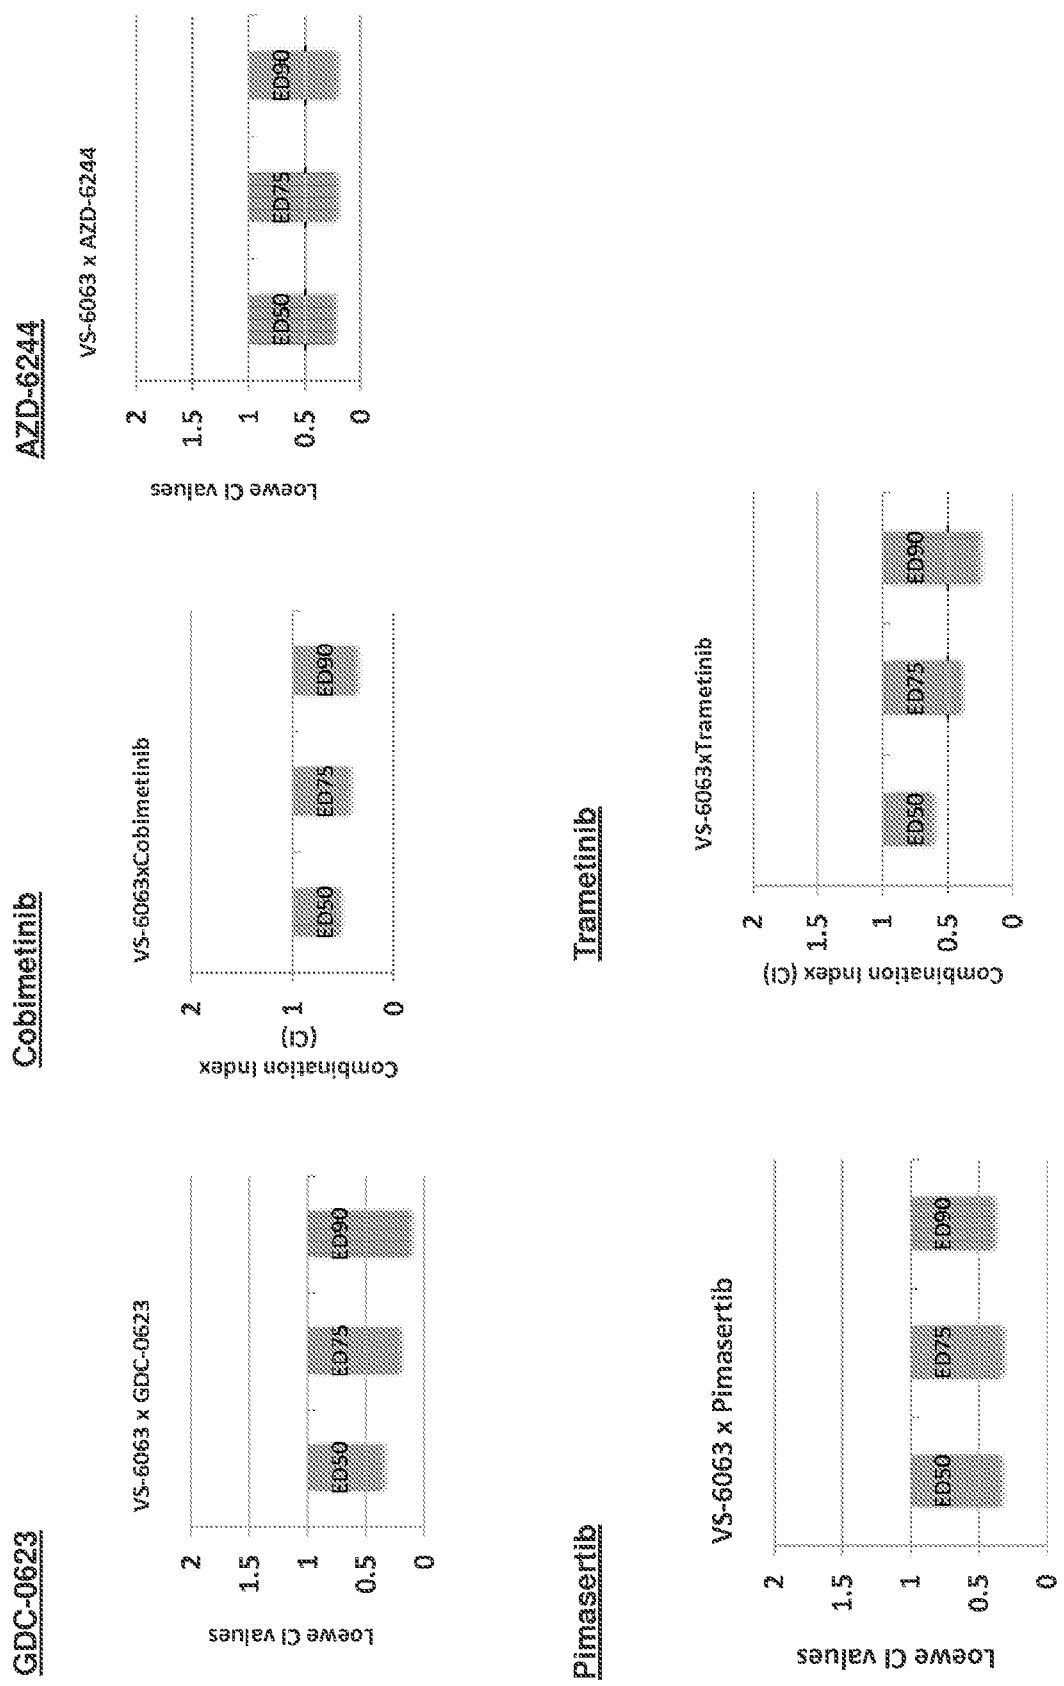 GDC-0623
VS-6063 x GDC-0623
Loewe CI values
2
1.5
1
0.5
0
ED50
ED75
ED90
Cobimetinib
VS-6063xCobimetinib
Combination Index
(CI)
2
1
0
ED50
ED75
ED90
AZD-6244
VS-6063 x AZD-6244
Loewe CI values
2
1.5
1
0.5
0
ED50
ED75
ED90
Pimasertib
VS-6063 x Pimasertib
Loewe CI values
2
1.5
1
0.5
0
ED50
ED75
ED90
Trametinib
VS-6063xTrametinib
Combination Index (CI)
2
1.5
1
0.5
0
ED50
ED75
ED90